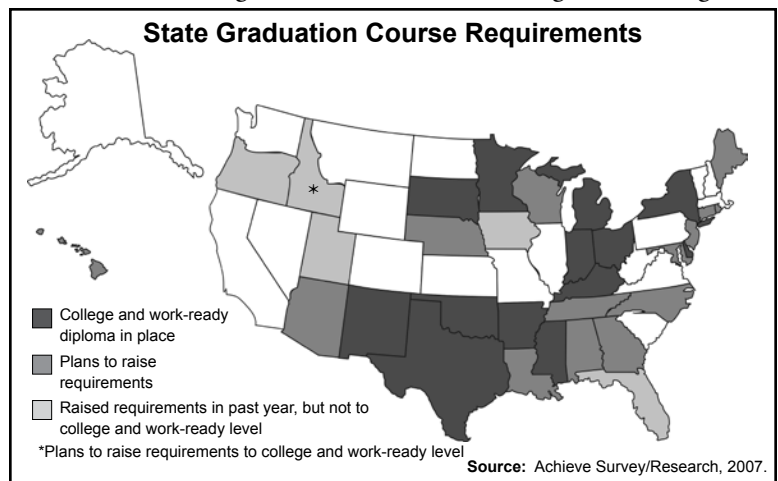 State Graduation Course Requirements
*
College and work-ready
diploma in place
Plans to raise
requirements
Raised requirements in past year, but not to
college and work-ready level
*Plans to raise requirements to college and work-ready level
Source: Achieve Survey/Research, 2007.